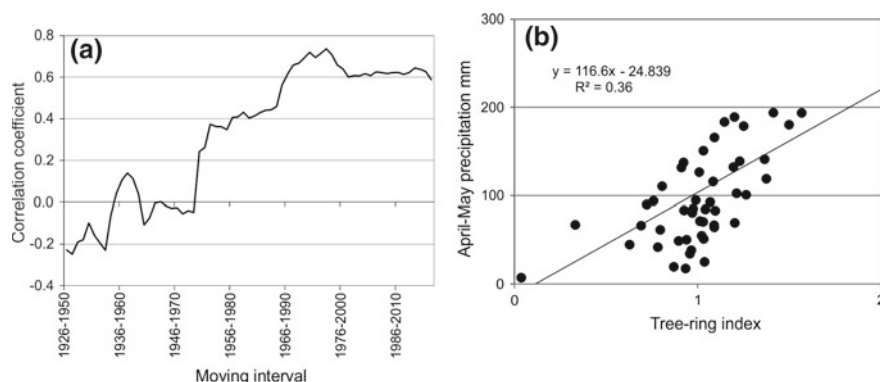 (a)
Correlation coefficient
0.8
0.6
0.4
0.2
0.0
-0.2
-0.4
1926-1950
1936-1960
1946-1970
1956-1980
1966-1990
1976-2000
1986-2010
Moving interval
(b)
April-May precipitation mm
300
200
100
0
y = 116.6x - 24.839
R² = 0.36
0
1
2
Tree-ring index